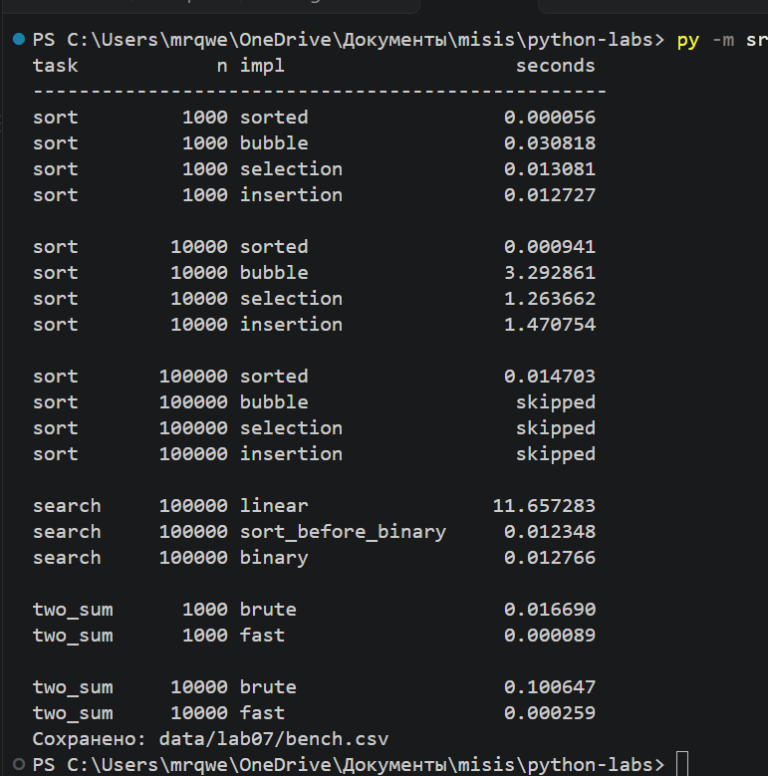 PS C:\Users\mrqwe\OneDrive\Документы\misis\python-labs> py -m sr
task n impl seconds
--------------------------------------------------
sort 1000 sorted 0.000056
sort 1000 bubble 0.030818
sort 1000 selection 0.013081
sort 1000 insertion 0.012727
sort 10000 sorted 0.000941
sort 10000 bubble 3.292861
sort 10000 selection 1.263662
sort 10000 insertion 1.470754
sort 100000 sorted 0.014703
sort 100000 bubble skipped
sort 100000 selection skipped
sort 100000 insertion skipped
search 100000 linear 11.657283
search 100000 sort_before_binary 0.012348
search 100000 binary 0.012766
two_sum 1000 brute 0.016690
two_sum 1000 fast 0.000089
two_sum 10000 brute 0.100647
two_sum 10000 fast 0.000259
Сохранено: data/lab07/bench.csv
PS C:\Users\mrqwe\OneDrive\Документы\misis\python-labs>